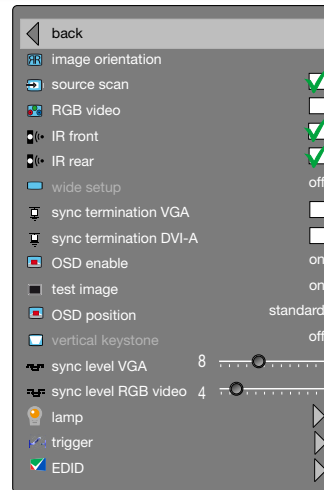 back
image orientation
source scan
RGB video
IR front
IR rear
wide setup off
sync termination VGA
sync termination DVI-A
OSD enable on
test image on
OSD position standard
vertical keystone off
sync level VGA 8
sync level RGB video 4
lamp
trigger
EDID